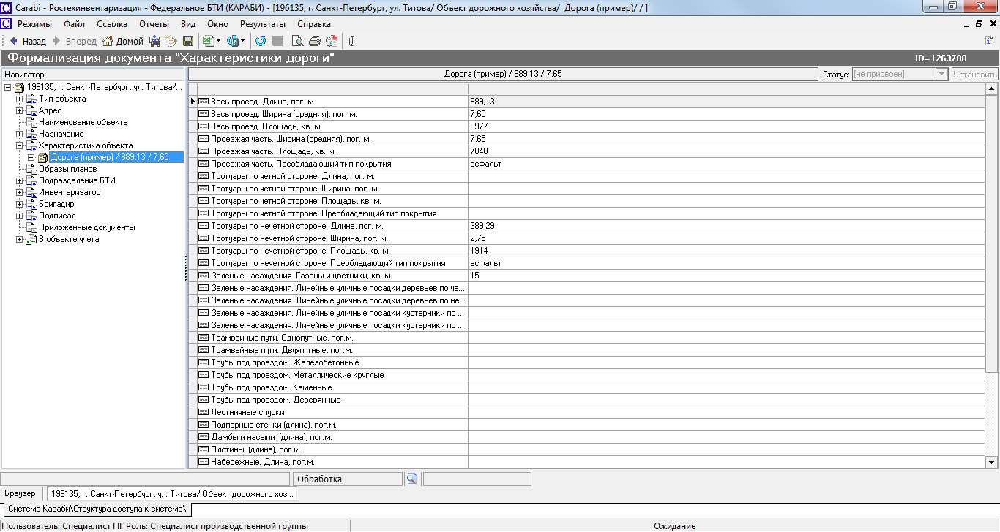 Carabi - Ростехинвентаризация - Федеральное БТИ (КАРАБИ) - [196135, г. Санкт-Петербург, ул. Титова/ Объект дорожного хозяйства/ Дорога (пример)/ / ]
Режимы Файл Ссылка Отчеты Вид Окно Результаты Справка
Назад Вперед Домой
Формализация документа "Характеристики дороги" ID=1263708
Навигатор
196135, г. Санкт-Петербург, ул. Титова/...
Тип объекта
Адрес
Наименование объекта
Назначение
Характеристика объекта
Дорога (пример) / 889,13 / 7,65
Образы планов
Подразделение БТИ
Инвентаризатор
Бригадир
Подписал
Приложенные документы
В объекте учета
Дорога (пример) / 889,13 / 7,65 Статус: [не присвоен] Установить
Весь проезд. Длина, пог. м. 889,13
Весь проезд. Ширина (средняя), пог. м. 7,65
Весь проезд. Площадь, кв. м. 8977
Проезжая часть. Ширина (средняя), пог. м. 7,65
Проезжая часть. Площадь, кв. м. 7048
Проезжая часть. Преобладающий тип покрытия асфальт
Тротуары по четной стороне. Длина, пог. м.
Тротуары по четной стороне. Ширина, пог. м.
Тротуары по четной стороне. Площадь, кв. м.
Тротуары по четной стороне. Преобладающий тип покрытия
Тротуары по нечетной стороне. Длина, пог. м. 389,29
Тротуары по нечетной стороне. Ширина, пог. м. 2,75
Тротуары по нечетной стороне. Площадь, кв. м. 1914
Тротуары по нечетной стороне. Преобладающий тип покрытия асфальт
Зеленые насаждения. Газоны и цветники, кв. м. 15
Зеленые насаждения. Линейные уличные посадки деревьев по че...
Зеленые насаждения. Линейные уличные посадки деревьев по не...
Зеленые насаждения. Линейные уличные посадки кустарники по ...
Зеленые насаждения. Линейные уличные посадки кустарники по ...
Трамвайные пути. Однопутные, пог.м.
Трамвайные пути. Двухпутные, пог.м.
Трубы под проездом. Железобетонные
Трубы под проездом. Металлические круглые
Трубы под проездом. Каменные
Трубы под проездом. Деревянные
Лестничные спуски
Подпорные стенки (длина), пог.м.
Дамбы и насыпи (длина), пог.м.
Плотины (длина), пог.м.
Набережные. Длина, пог.м.
Обработка
Браузер 196135, г. Санкт-Петербург, ул. Титова/ Объект дорожного хоз...
Система Караби\Структура доступа к системе\
Пользователь: Специалист ПГ Роль: Специалист производственной группы Ожидание